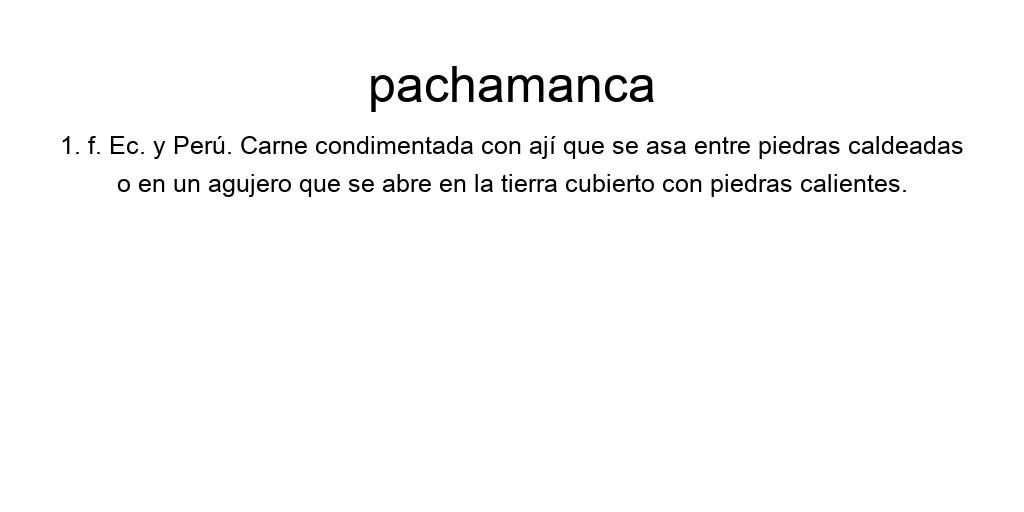 pachamanca
1. f. Ec. y Perú. Carne condimentada con ají que se asa entre piedras caldeadas
o en un agujero que se abre en la tierra cubierto con piedras calientes.